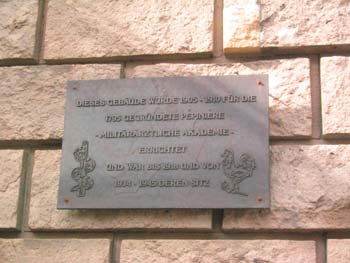 DIESES GEBÄUDE WURDE 1905 - 1910 FÜR DIE
1795 GEGRÜNDETE PEPINIERE
- MILITÄRÄRZTLICHE AKADEMIE -
ERRICHTET
UND WAR BIS 1919 UND VON
1934 - 1945 DEREN SITZ